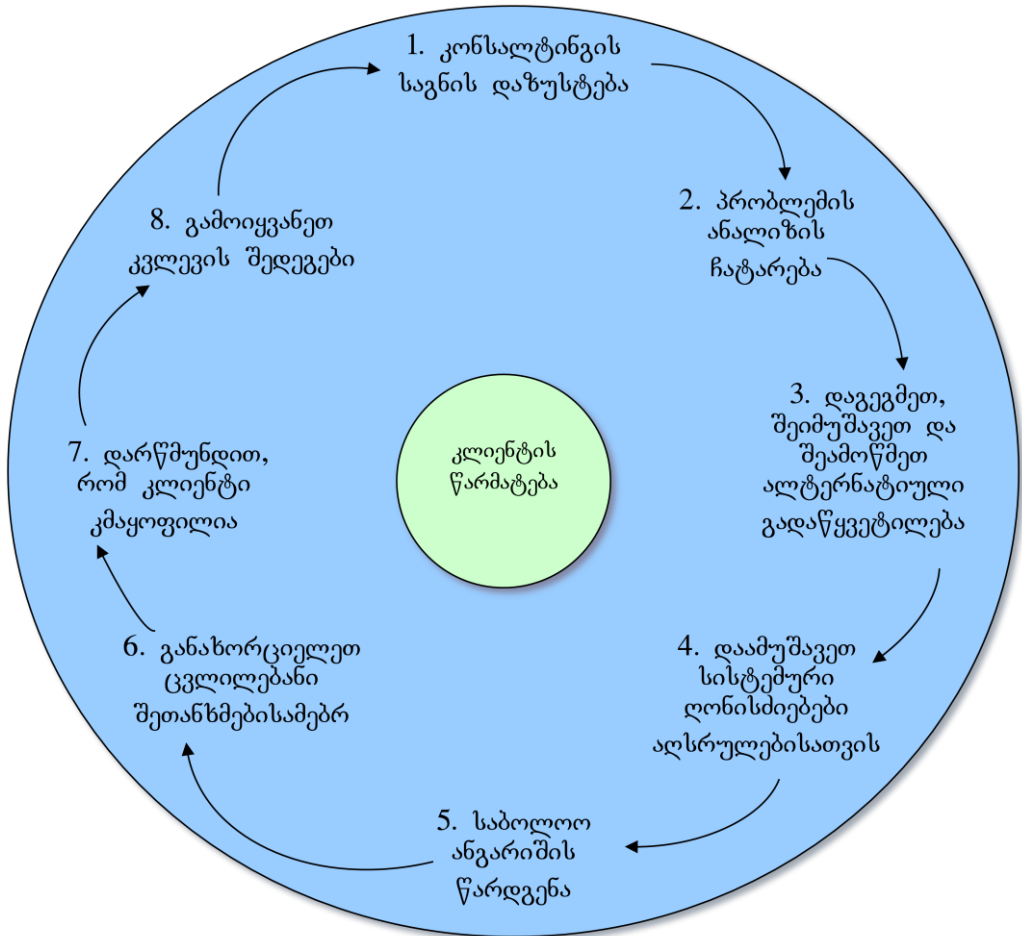 1. კონსალტინგის
საგნის დაზუსტება
2. პრობლემის
ანალიზის
ჩატარება
3. დაგეგმეთ,
შეიმუშავეთ და
შეამოწმეთ
ალტერნატიული
გადაწყვეტილება
4. დაამუშავეთ
სისტემური
ღონისძიებები
აღსრულებისათვის
5. საბოლოო
ანგარიშის
წარდგენა
6. განახორციელეთ
ცვლილებანი
შეთანხმებისამებრ
7. დარწმუნდით,
რომ კლიენტი
კმაყოფილია
8. გამოიყვანეთ
კვლევის შედეგები
კლიენტის
წარმატება